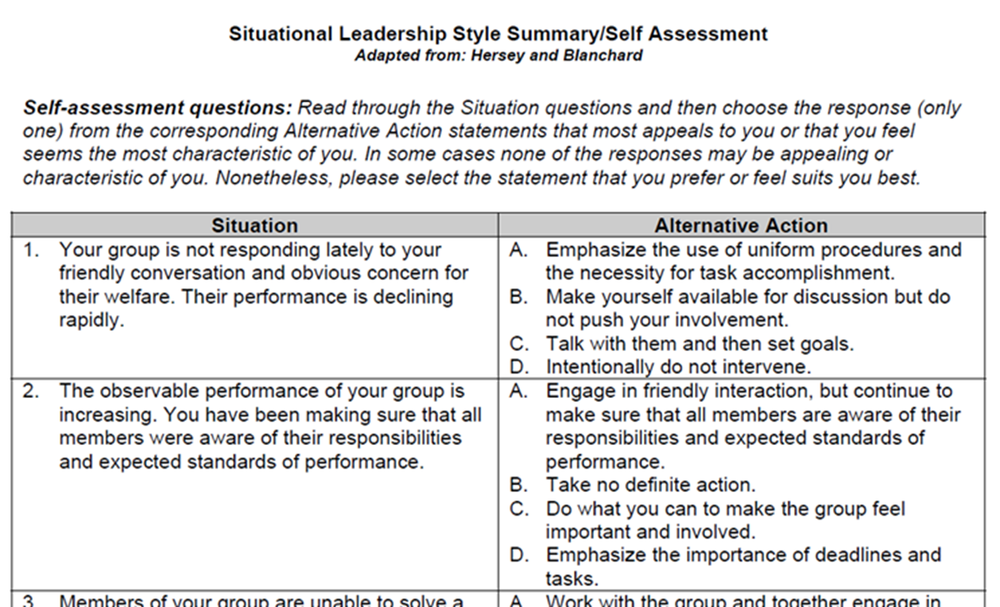 Situational Leadership Style Summary/Self Assessment
Adapted from: Hersey and Blanchard
Self-assessment questions: Read through the Situation questions and then choose the response (only
one) from the corresponding Alternative Action statements that most appeals to you or that you feel
seems the most characteristic of you. In some cases none of the responses may be appealing or
characteristic of you. Nonetheless, please select the statement that you prefer or feel suits you best.
Situation
Alternative Action
1. Your group is not responding lately to your
friendly conversation and obvious concern for
their welfare. Their performance is declining
rapidly.
A. Emphasize the use of uniform procedures and
the necessity for task accomplishment.
B. Make yourself available for discussion but do
not push your involvement.
C. Talk with them and then set goals.
D. Intentionally do not intervene.
2. The observable performance of your group is
increasing. You have been making sure that all
members were aware of their responsibilities
and expected standards of performance.
A. Engage in friendly interaction, but continue to
make sure that all members are aware of their
responsibilities and expected standards of
performance.
B. Take no definite action.
C. Do what you can to make the group feel
important and involved.
D. Emphasize the importance of deadlines and
tasks.
3. Members of your group are unable to solve a
A. Work with the group and together engage in